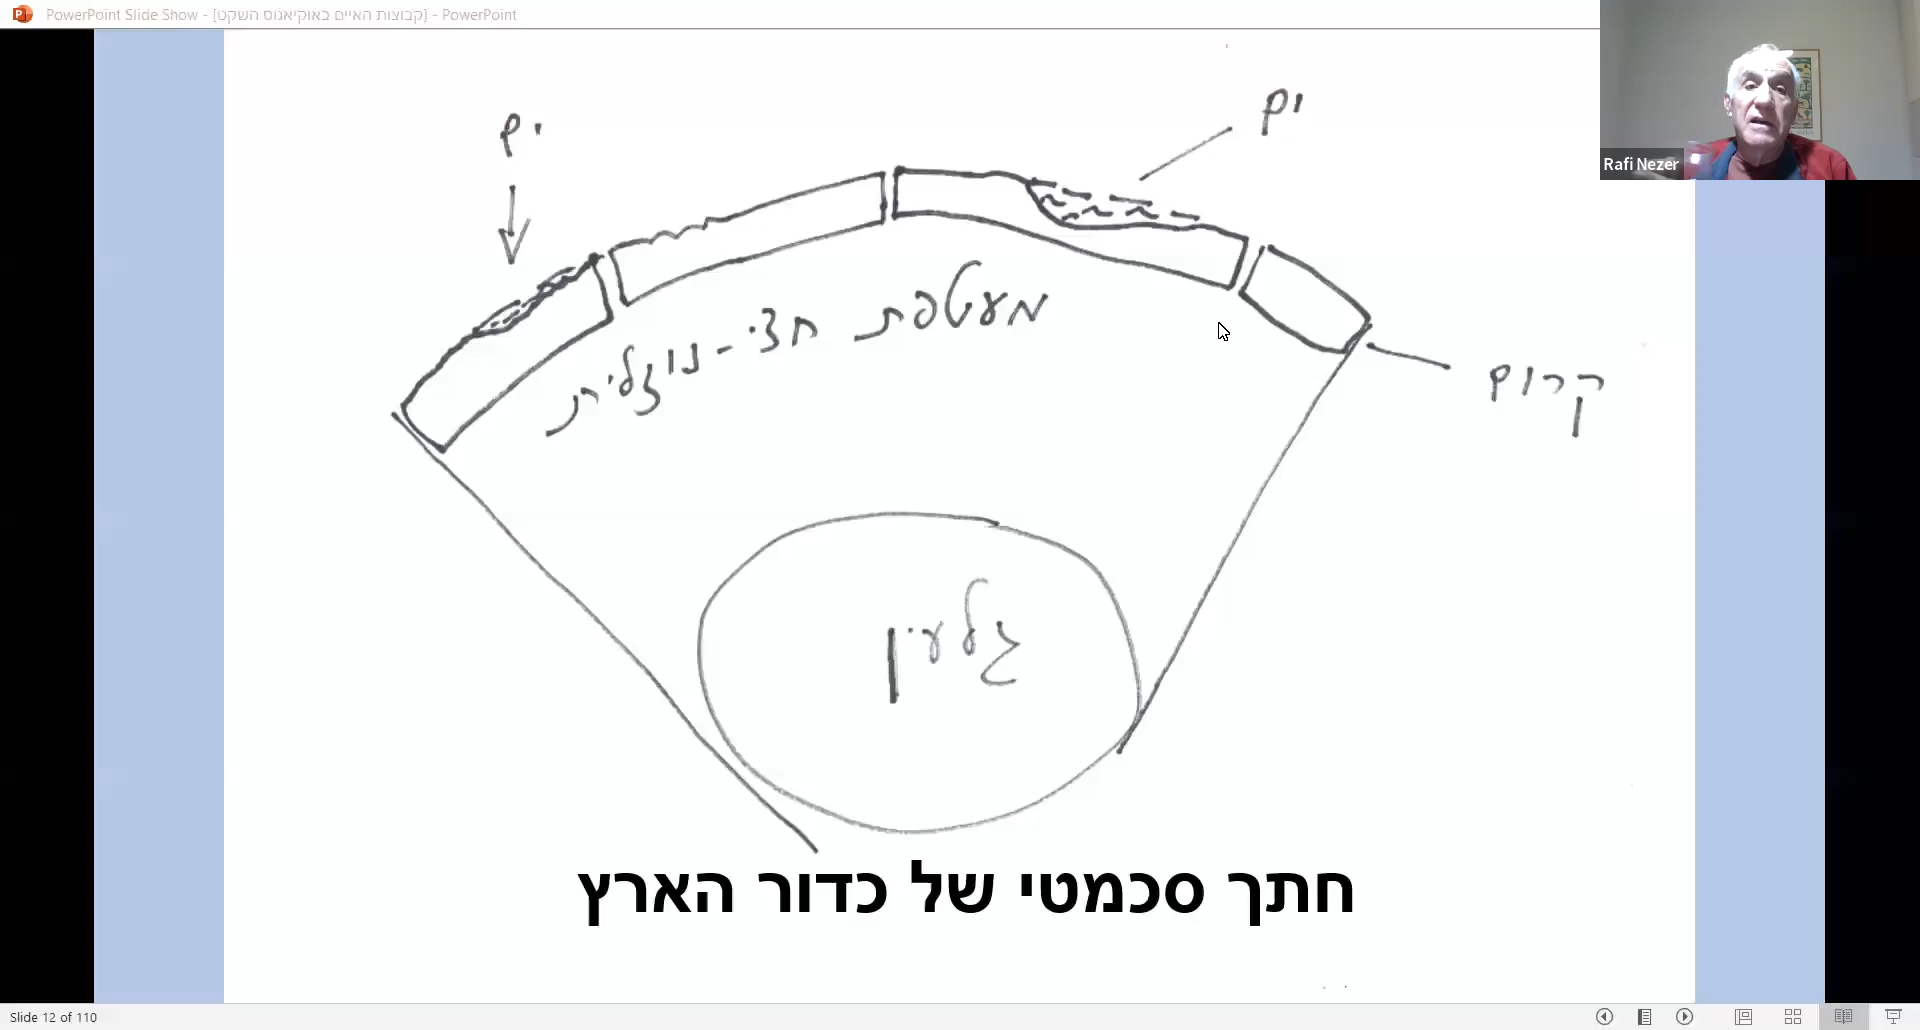 PowerPoint Slide Show - [קבוצות האיים באוקיאנוס השקט] - PowerPoint
ים
ים
Rafi Nezer
מעטפת חצי-נוזלית
קרום
גלעין
חתך סכמטי של כדור הארץ
Slide 12 of 110